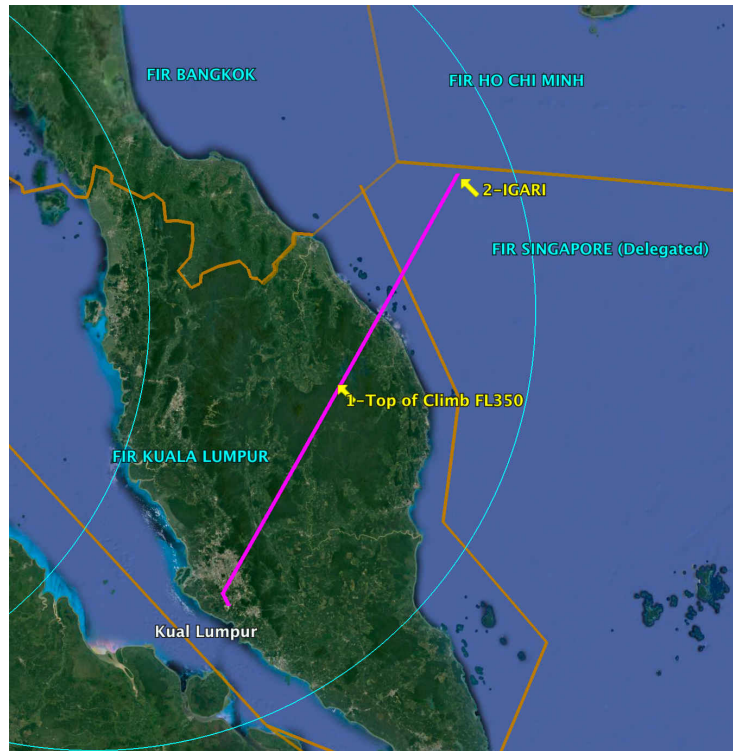 FIR BANGKOK
FIR HO CHI MINH
2-IGARI
FIR SINGAPORE (Delegated)
1-Top of Climb FL350
FIR KUALA LUMPUR
Kual Lumpur